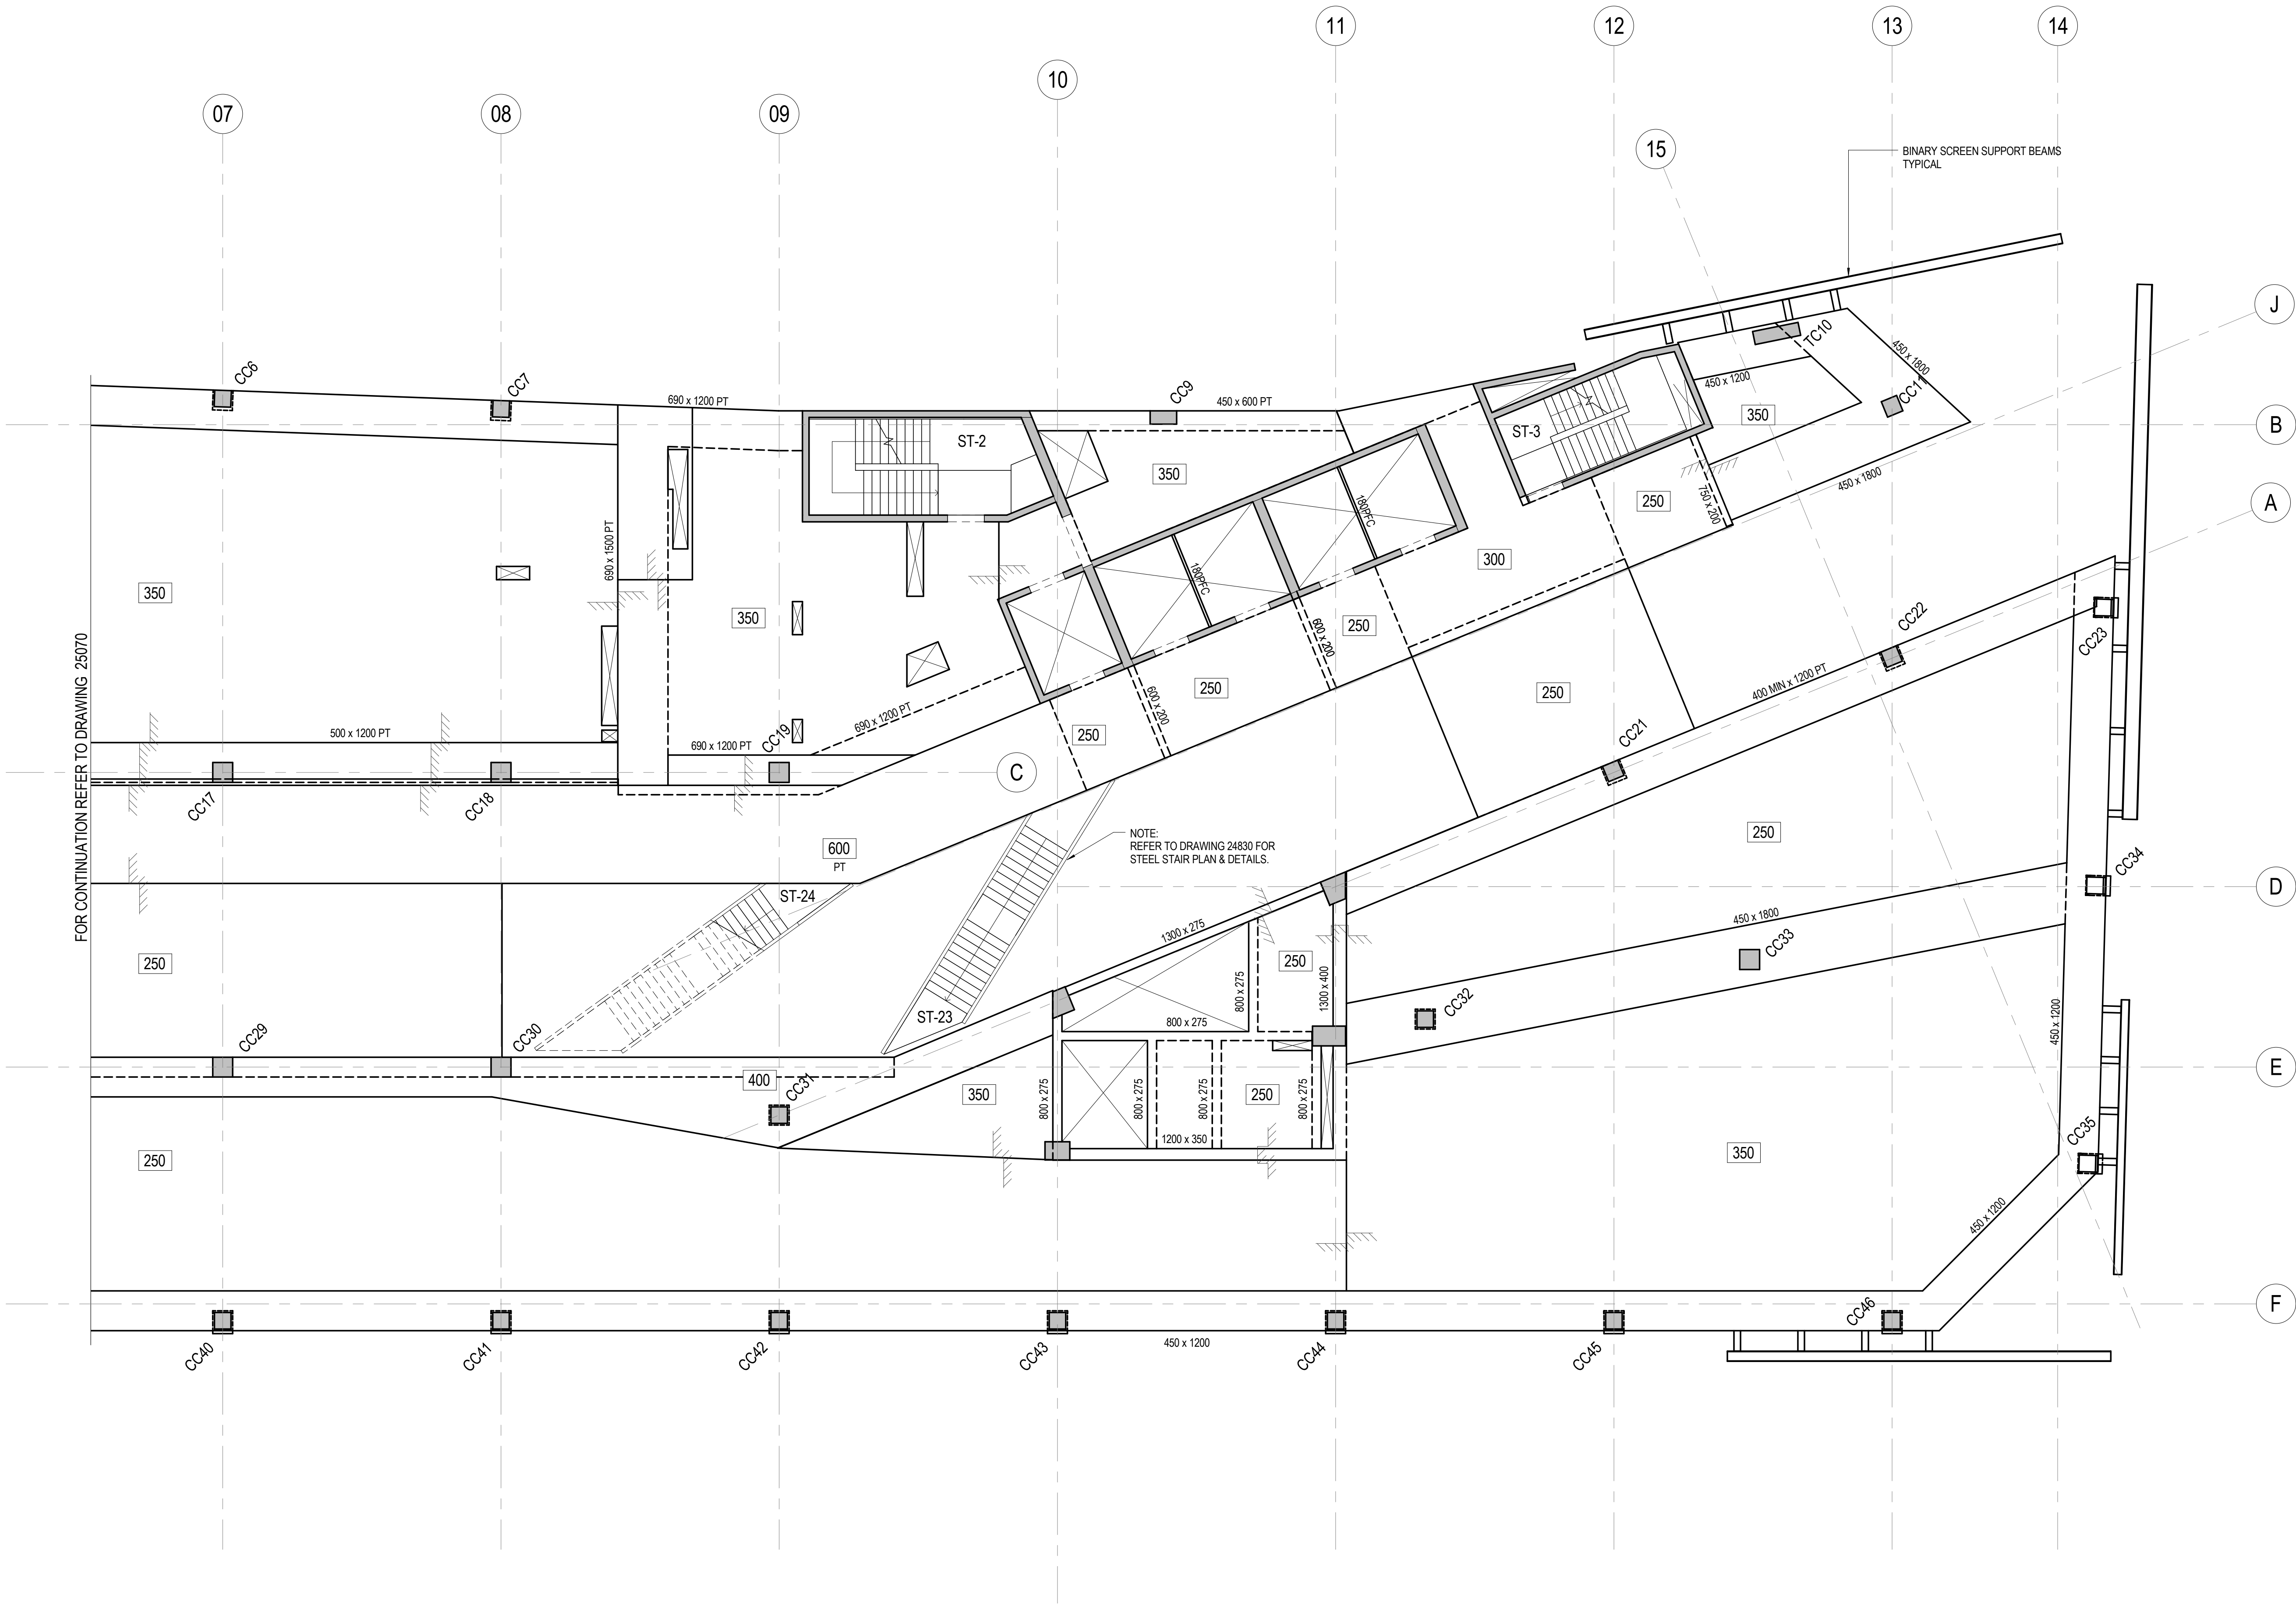 11
12
13
14
10
07
08
09
15
BINARY SCREEN SUPPORT BEAMS
TYPICAL
J
TC10
450 x 1800
CC6
CC7
690 x 1200 PT
CC9
450 x 600 PT
450 x 1200
CC11
350
B
ST-2
ST-3
350
450 x 1800
250
750 x 200
A
180PFC
690 x 1500 PT
300
180PFC
350
350
600 x 200
250
CC22
CC23
FOR CONTINUATION REFER TO DRAWING 25070
250
600 x 200
250
400 MIN x 1200 PT
690 x 1200 PT
500 x 1200 PT
690 x 1200 PT
CC19
250
CC21
C
CC17
CC18
NOTE:
REFER TO DRAWING 24830 FOR
STEEL STAIR PLAN & DETAILS.
250
600
PT
CC34
D
ST-24
450 x 1800
1300 x 275
CC33
250
250
800 x 275
1300 x 400
CC32
ST-23
800 x 275
450 x 1200
CC29
CC30
E
400
CC31
350
800 x 275
800 x 275
800 x 275
250
800 x 275
1200 x 350
CC35
250
350
450 x 1200
F
CC46
CC40
CC41
CC42
CC43
450 x 1200
CC44
CC45